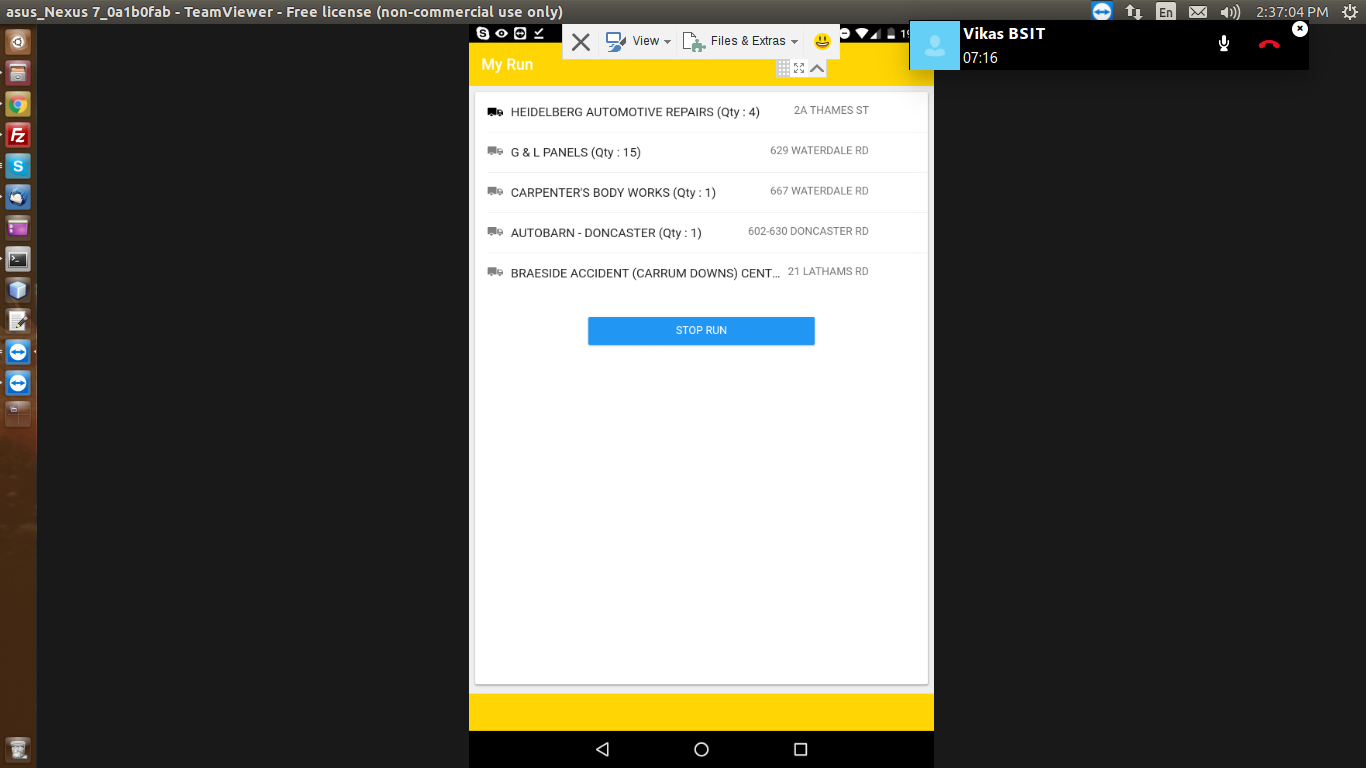 asus_Nexus 7_0a1b0fab - TeamViewer - Free license (non-commercial use only)
En
2:37:04 PM
View
Files & Extras
Vikas BSIT
07:16
My Run
HEIDELBERG AUTOMOTIVE REPAIRS (Qty : 4) 2A THAMES ST
G & L PANELS (Qty : 15) 629 WATERDALE RD
CARPENTER'S BODY WORKS (Qty : 1) 667 WATERDALE RD
AUTOBARN - DONCASTER (Qty : 1) 602-630 DONCASTER RD
BRAESIDE ACCIDENT (CARRUM DOWNS) CENT... 21 LATHAMS RD
STOP RUN